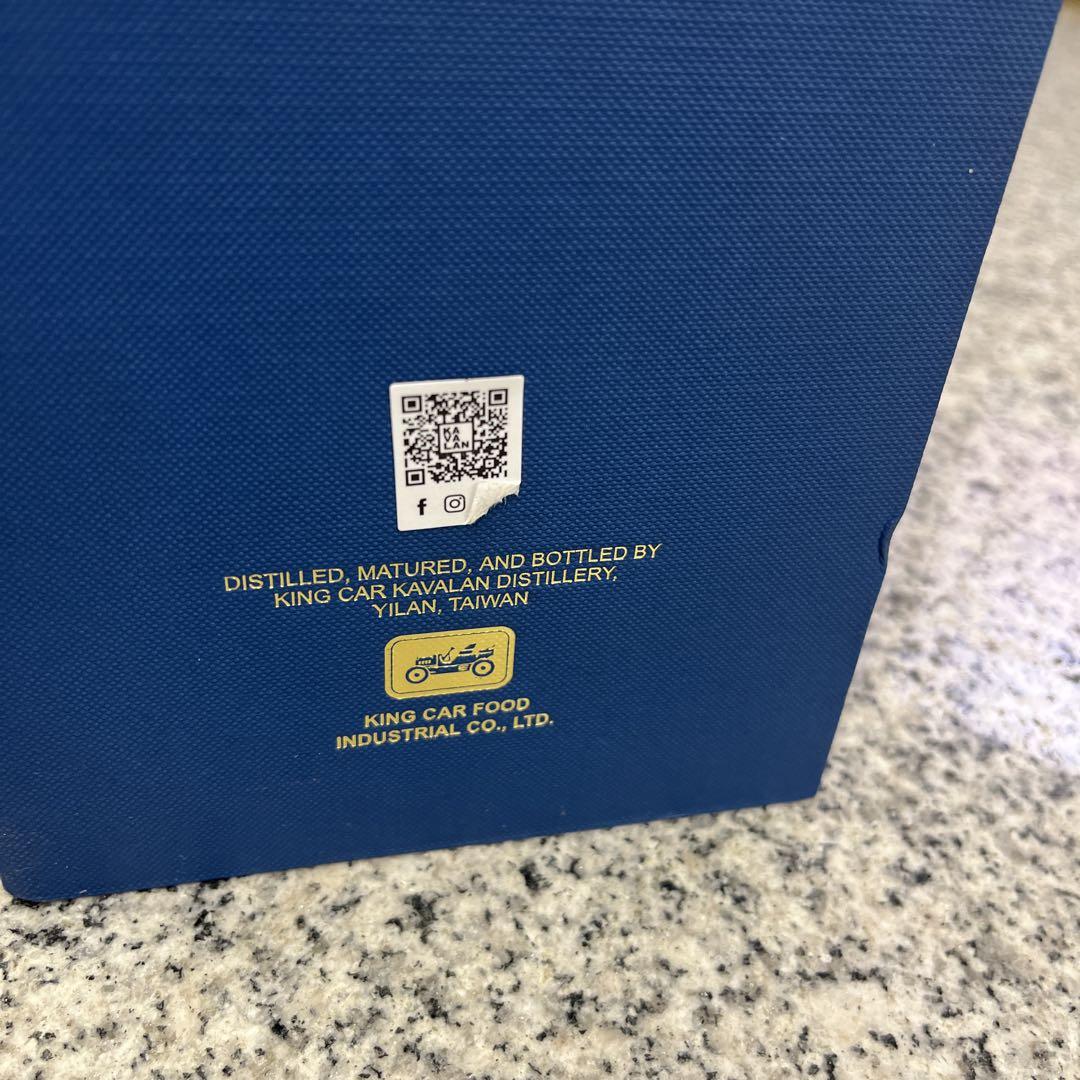 KA
VA
LAN
f
DISTILLED, MATURED, AND BOTTLED BY
KING CAR KAVALAN DISTILLERY,
YILAN, TAIWAN
KING CAR FOOD
INDUSTRIAL CO., LTD.